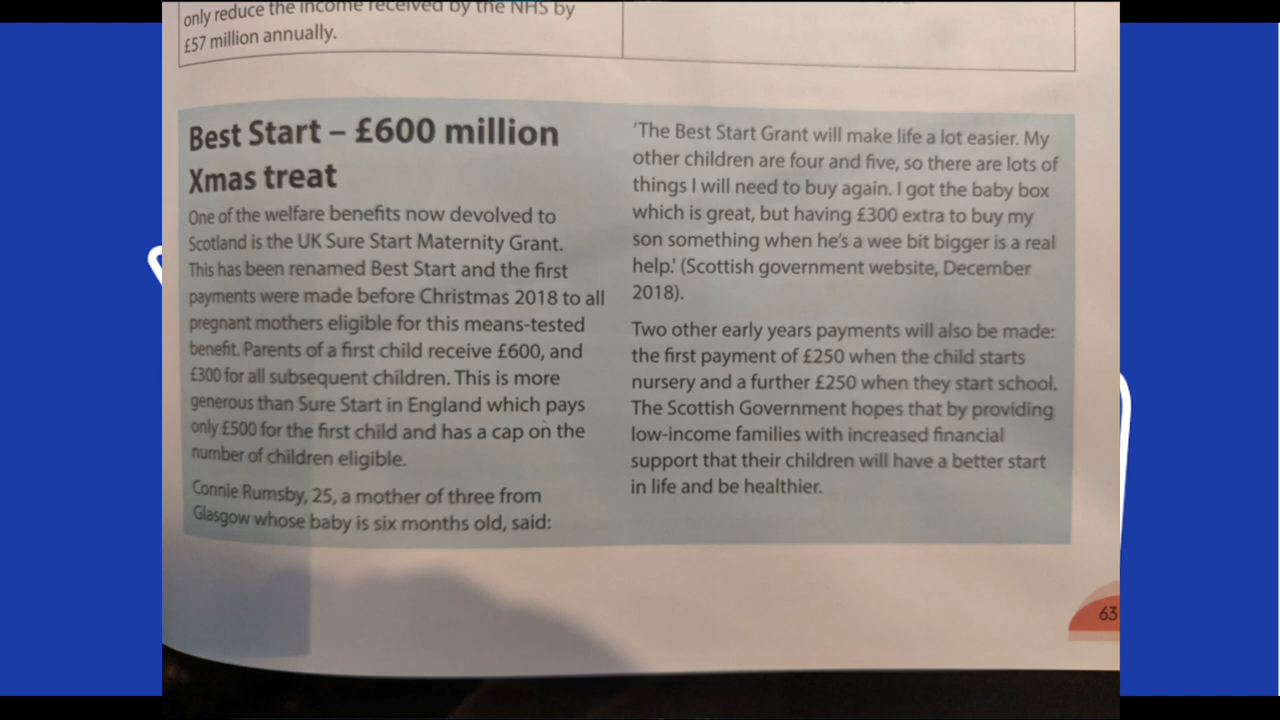 only reduce the income received by the NHS by
£57 million annually.
Best Start – £600 million
Xmas treat
One of the welfare benefits now devolved to
Scotland is the UK Sure Start Maternity Grant.
This has been renamed Best Start and the first
payments were made before Christmas 2018 to all
pregnant mothers eligible for this means-tested
benefit. Parents of a first child receive £600, and
£300 for all subsequent children. This is more
generous than Sure Start in England which pays
only £500 for the first child and has a cap on the
number of children eligible.
Connie Rumsby, 25, a mother of three from
Glasgow whose baby is six months old, said:
'The Best Start Grant will make life a lot easier. My
other children are four and five, so there are lots of
things I will need to buy again. I got the baby box
which is great, but having £300 extra to buy my
son something when he's a wee bit bigger is a real
help.' (Scottish government website, December
2018).
Two other early years payments will also be made:
the first payment of £250 when the child starts
nursery and a further £250 when they start school.
The Scottish Government hopes that by providing
low-income families with increased financial
support that their children will have a better start
in life and be healthier.
63